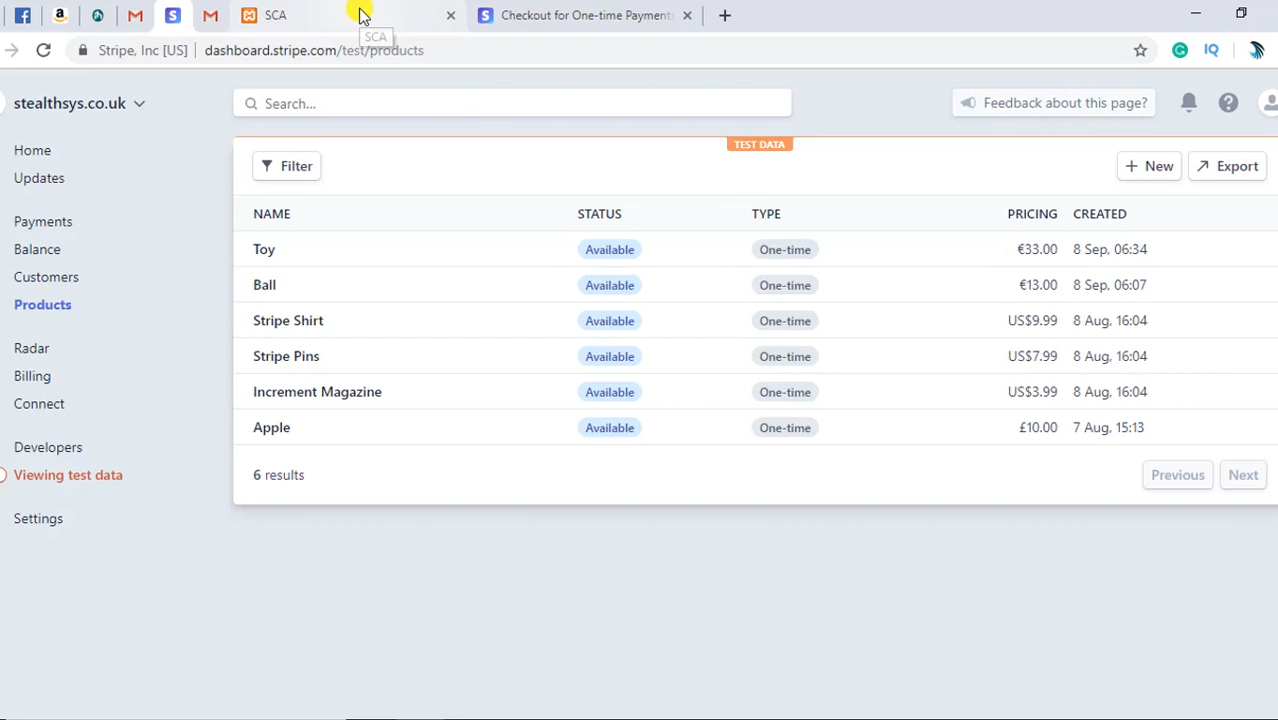 SCA
Checkout for One-time Payments
SCA
Stripe, Inc [US] dashboard.stripe.com/test/products
stealthsys.co.uk
Search...
Feedback about this page?
Home
Updates
Payments
Balance
Customers
Products
Radar
Billing
Connect
Developers
Viewing test data
Settings
TEST DATA
Filter
New
Export
NAME STATUS TYPE PRICING CREATED
Toy Available One-time €33.00 8 Sep, 06:34
Ball Available One-time €13.00 8 Sep, 06:07
Stripe Shirt Available One-time US$9.99 8 Aug, 16:04
Stripe Pins Available One-time US$7.99 8 Aug, 16:04
Increment Magazine Available One-time US$3.99 8 Aug, 16:04
Apple Available One-time £10.00 7 Aug, 15:13
6 results
Previous
Next